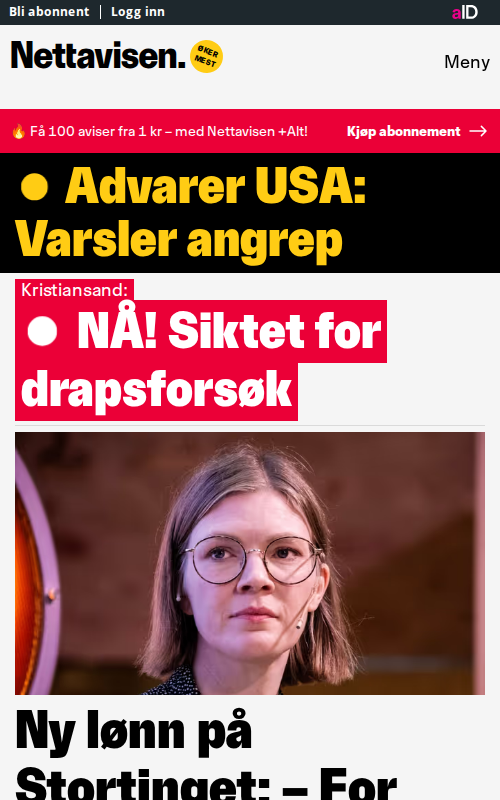 Bli abonnent
Logg inn
aID
Nettavisen.
ØKER
MEST
Meny
🔥 Få 100 aviser fra 1 kr – med Nettavisen +Alt!
Kjøp abonnement →
Advarer USA:
Varsler angrep
Kristiansand:
NÅ! Siktet for
drapsforsøk
Ny lønn på
Stortinget: – For